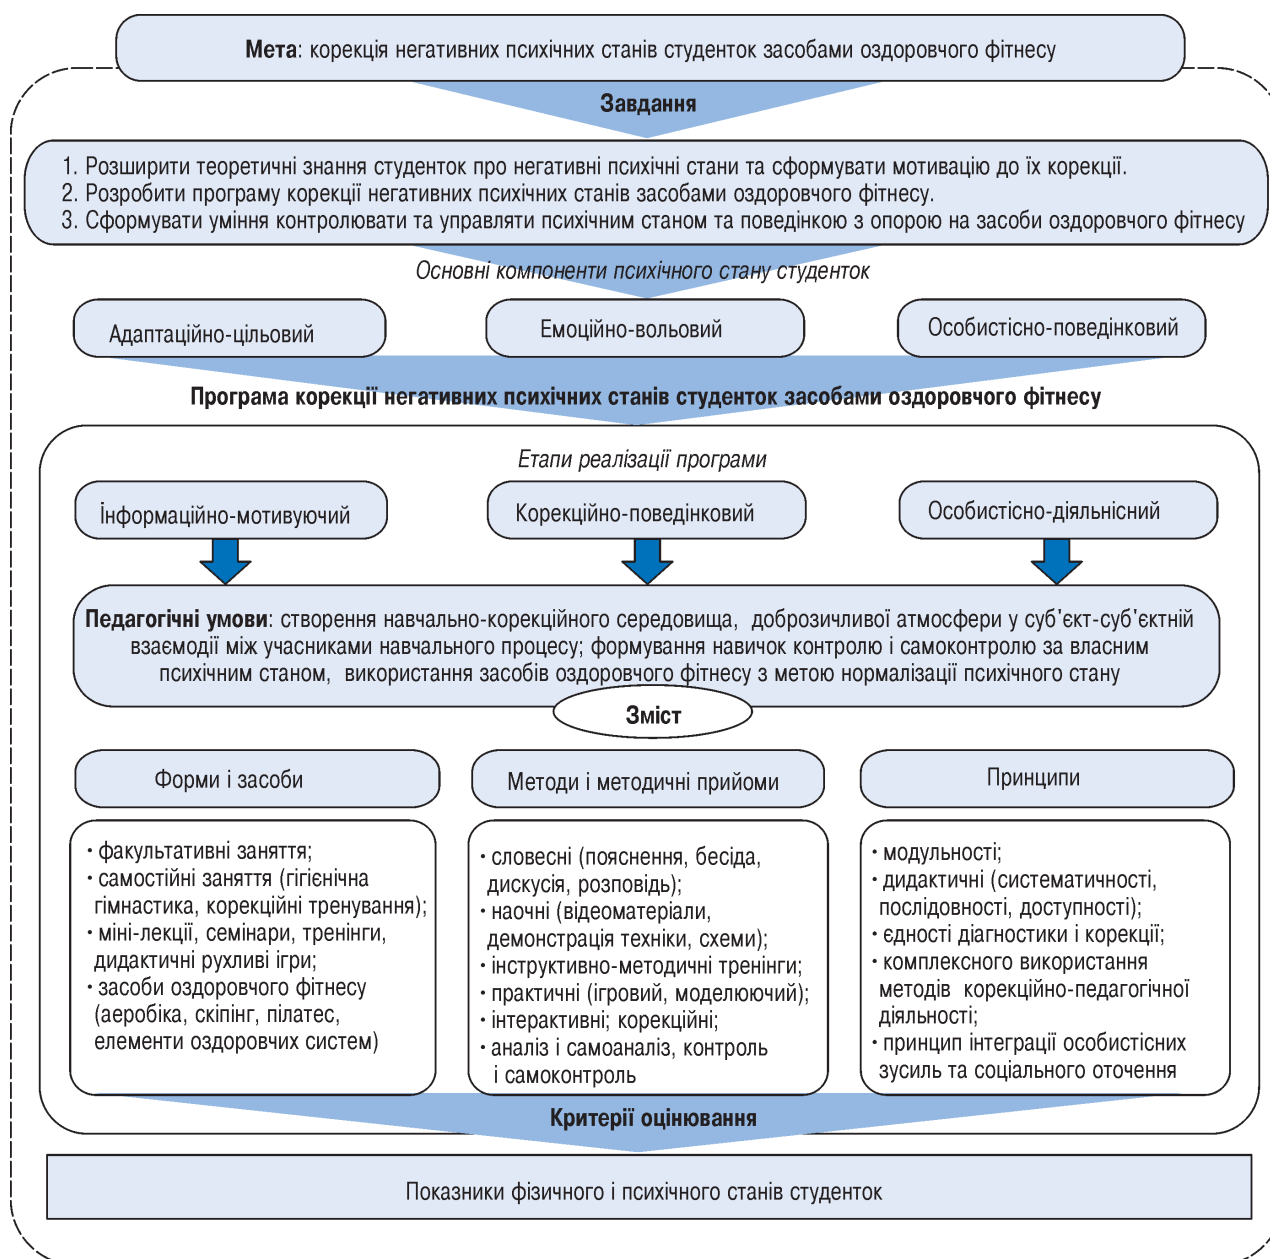 Мета: корекція негативних психічних станів студенток засобами оздоровчого фітнесу
Завдання
1. Розширити теоретичні знання студенток про негативні психічні стани та сформувати мотивацію до їх корекції.
2. Розробити програму корекції негативних психічних станів засобами оздоровчого фітнесу.
3. Сформувати уміння контролювати та управляти психічним станом та поведінкою з опорою на засоби оздоровчого фітнесу
Основні компоненти психічного стану студенток
Адаптаційно-цільовий
Емоційно-вольовий
Особистісно-поведінковий
Програма корекції негативних психічних станів студенток засобами оздоровчого фітнесу
Етапи реалізації програми
Інформаційно-мотивуючий
Корекційно-поведінковий
Особистісно-діяльнісний
Педагогічні умови: створення навчально-корекційного середовища, доброзичливої атмосфери у суб'єкт-суб'єктній
взаємодії між учасниками навчального процесу; формування навичок контролю і самоконтролю за власним
психічним станом, використання засобів оздоровчого фітнесу з метою нормалізації психічного стану
Зміст
Форми і засоби
· факультативні заняття;
· самостійні заняття (гігієнічна
гімнастика, корекційні тренування);
· міні-лекції, семінари, тренінги,
дидактичні рухливі ігри;
· засоби оздоровчого фітнесу
(аеробіка, скіпінг, пілатес,
елементи оздоровчих систем)
Методи і методичні прийоми
· словесні (пояснення, бесіда,
дискусія, розповідь);
· наочні (відеоматеріали,
демонстрація техніки, схеми);
· інструктивно-методичні тренінги;
· практичні (ігровий, моделюючий);
· інтерактивні; корекційні;
· аналіз і самоаналіз, контроль
і самоконтроль
Принципи
· модульності;
· дидактичні (систематичності,
послідовності, доступності);
· єдності діагностики і корекції;
· комплексного використання
методів корекційно-педагогічної
діяльності;
· принцип інтеграції особистісних
зусиль та соціального оточення
Критерії оцінювання
Показники фізичного і психічного станів студенток